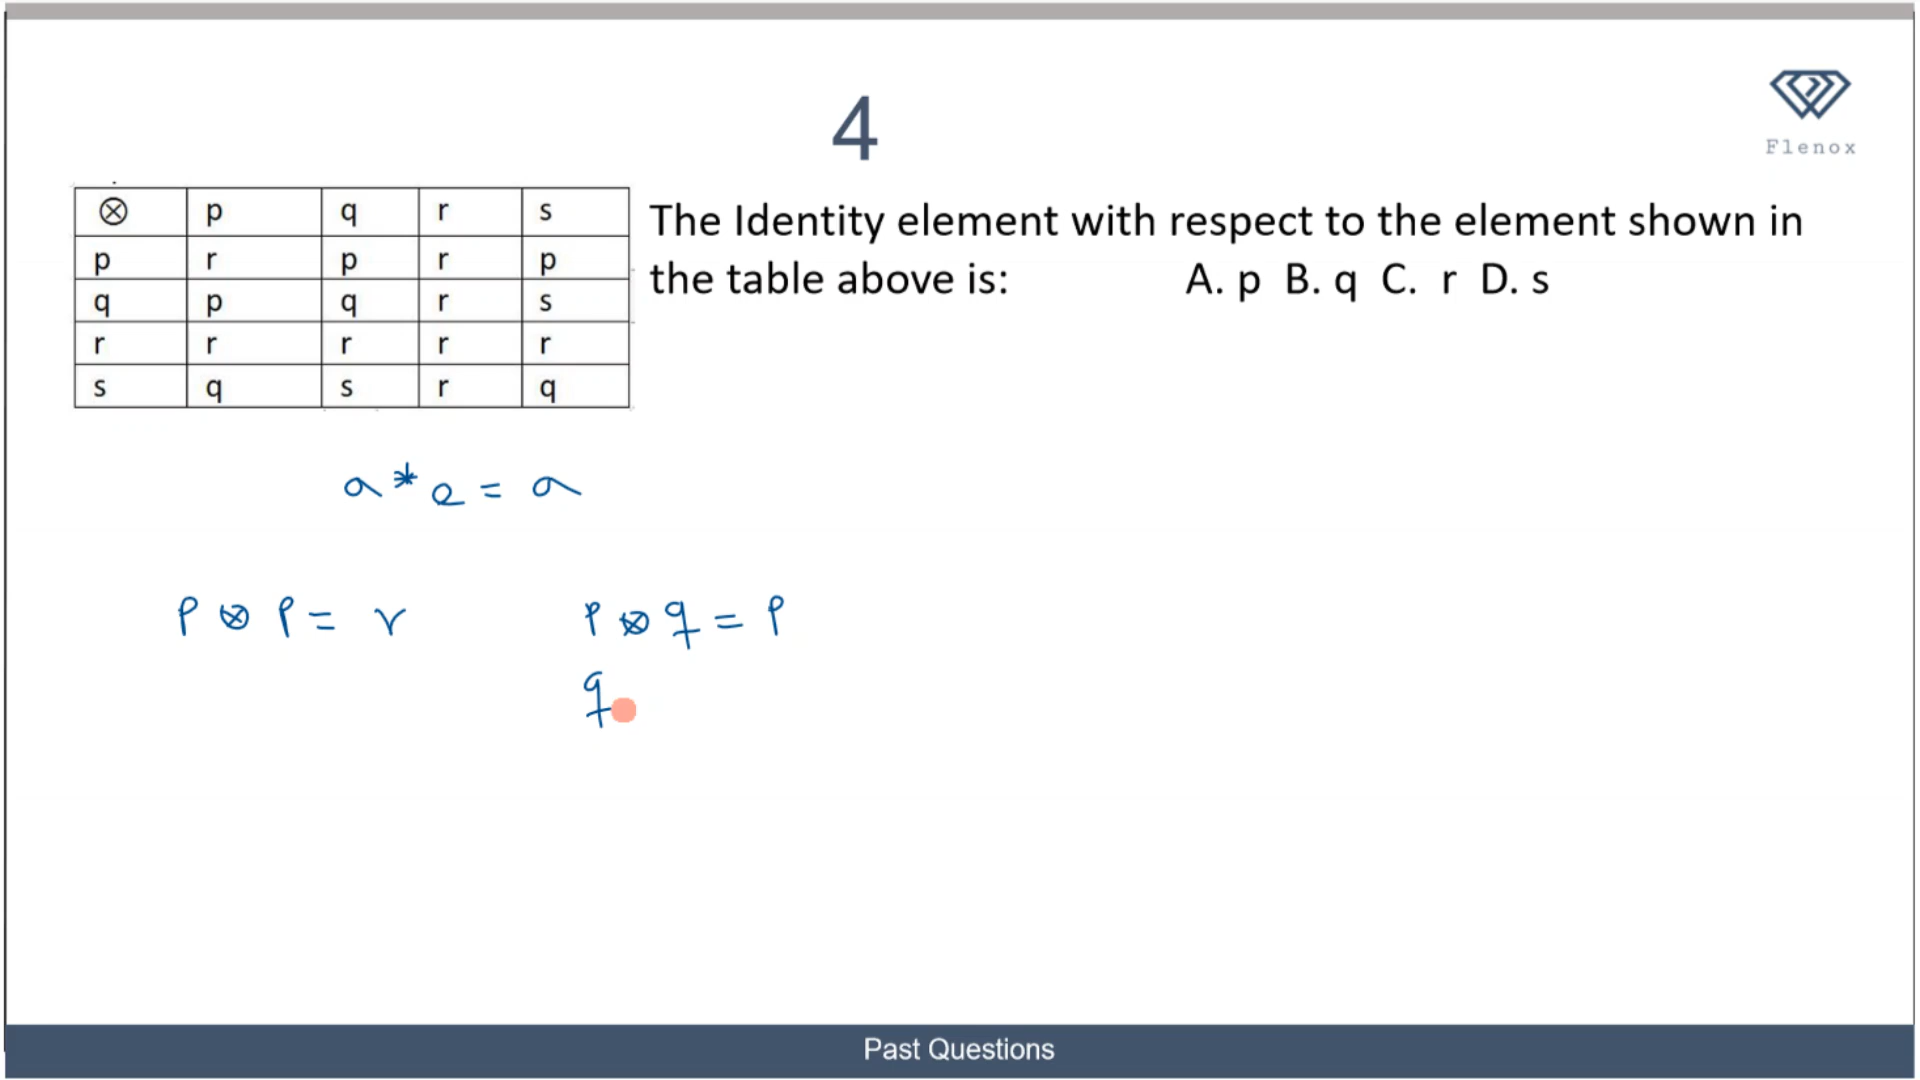 4
Flenox
⊗ p q r s
p r p r p
q p q r s
r r r r r
s q s r q
The Identity element with respect to the element shown in
the table above is: A. p B. q C. r D. s
a * e = a
p ⊗ p = r p ⊗ q = p
q
Past Questions